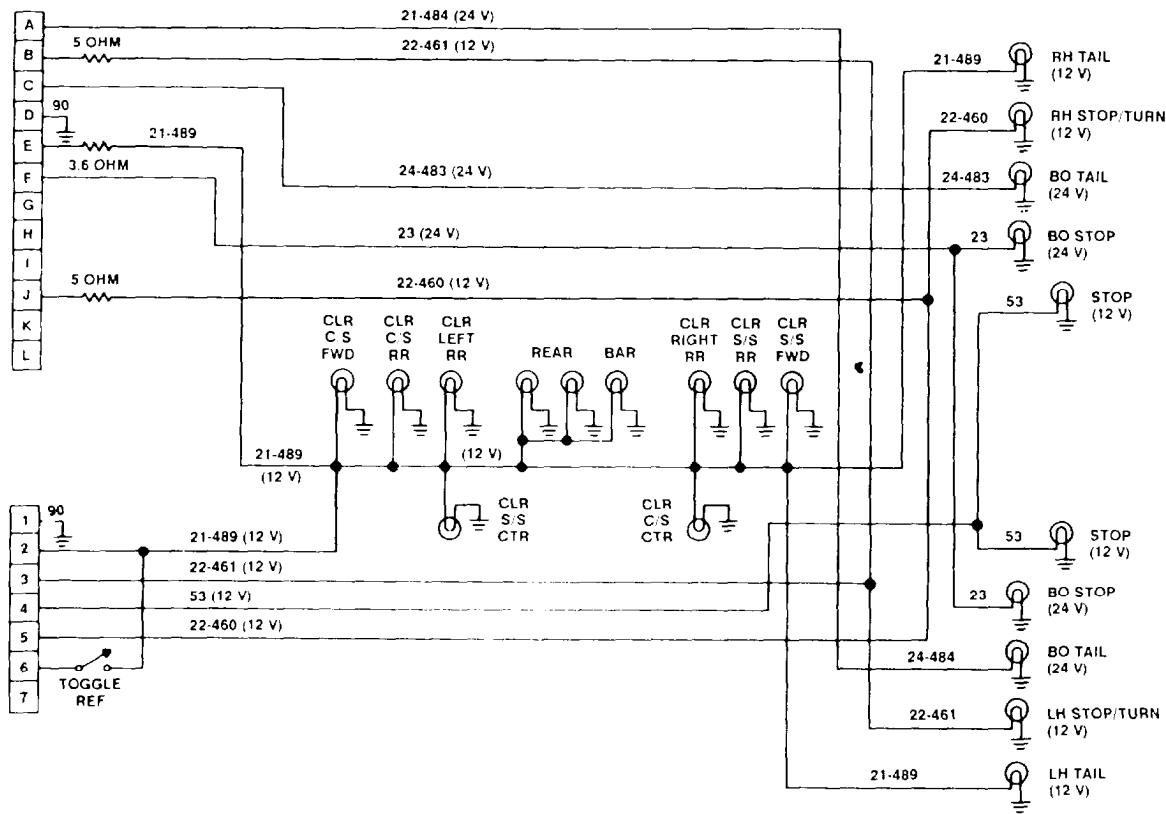 A
21-484 (24 V)
B
5 OHM
22-461 (12 V)
C
D
90
E
21-489
F
3.6 OHM
24-483 (24 V)
G
H
23 (24 V)
I
J
5 OHM
22-460 (12 V)
K
L
21-489
RH TAIL
(12 V)
22-460
RH STOP/TURN
(12 V)
24-483
BO TAIL
(24 V)
23
BO STOP
(24 V)
53
STOP
(12 V)
CLR
C/S
FWD
CLR
C/S
RR
CLR
LEFT
RR
REAR BAR
CLR
RIGHT
RR
CLR
S/S
RR
CLR
S/S
FWD
21-489
(12 V)
(12 V)
CLR
S/S
CTR
CLR
C/S
CTR
1
90
2
21-489 (12 V)
3
22-461 (12 V)
4
53 (12 V)
5
22-460 (12 V)
6
TOGGLE
REF
7
53
STOP
(12 V)
23
BO STOP
(24 V)
24-484
BO TAIL
(24 V)
22-461
LH STOP/TURN
(12 V)
21-489
LH TAIL
(12 V)